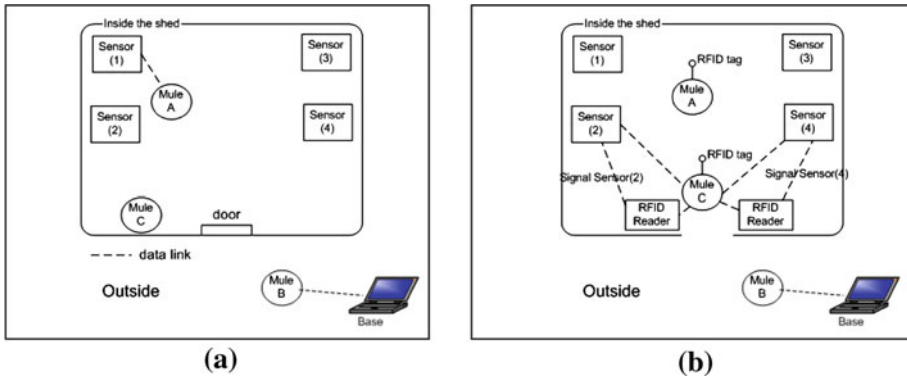 Inside the shed
Sensor
(1)
Sensor
(3)
Mule
A
Sensor
(2)
Sensor
(4)
Mule
C
door
data link
Outside
Mule
B
Base
(a)
Inside the shed
Sensor
(1)
RFID tag
Sensor
(3)
Mule
A
Sensor
(2)
Sensor
(4)
RFID tag
Signal Sensor(2)
Mule
C
Signal Sensor(4)
RFID
Reader
RFID
Reader
Outside
Mule
B
Base
(b)